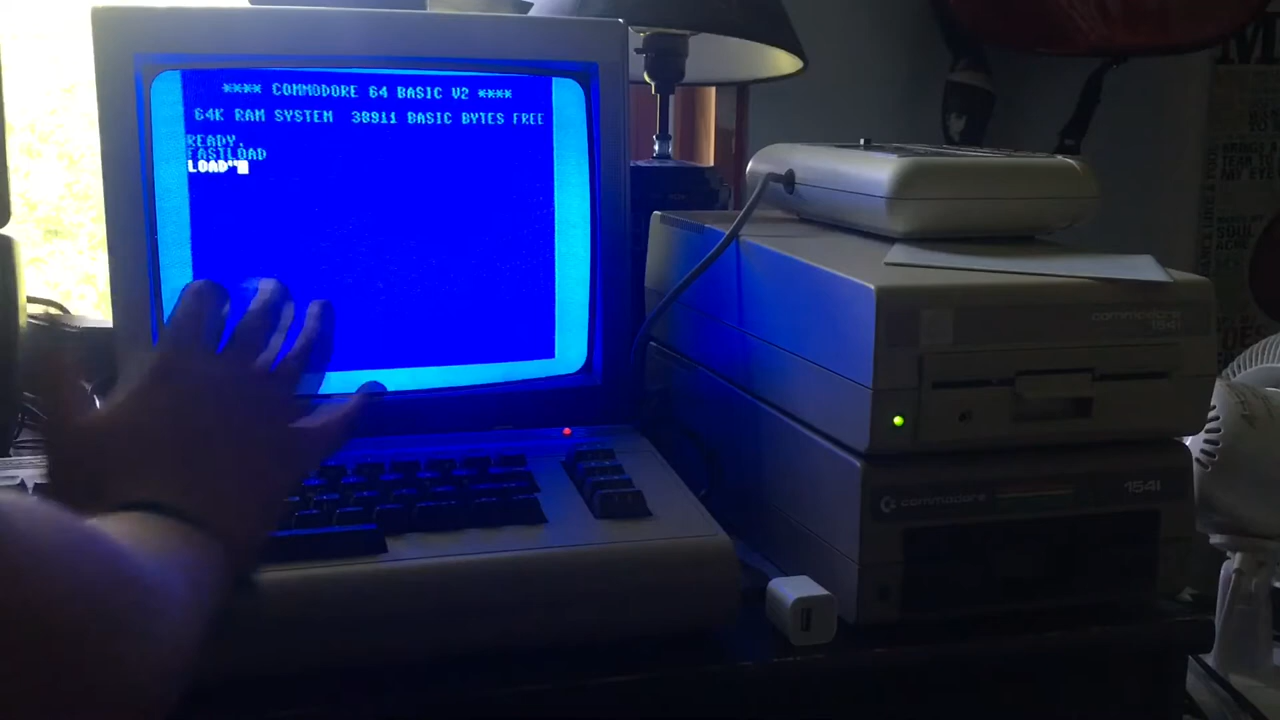 **** COMMODORE 64 BASIC V2 ****
64K RAM SYSTEM 38911 BASIC BYTES FREE
READY.
FASTLOAD
LOAD"
commodore
1541
commodore
1541